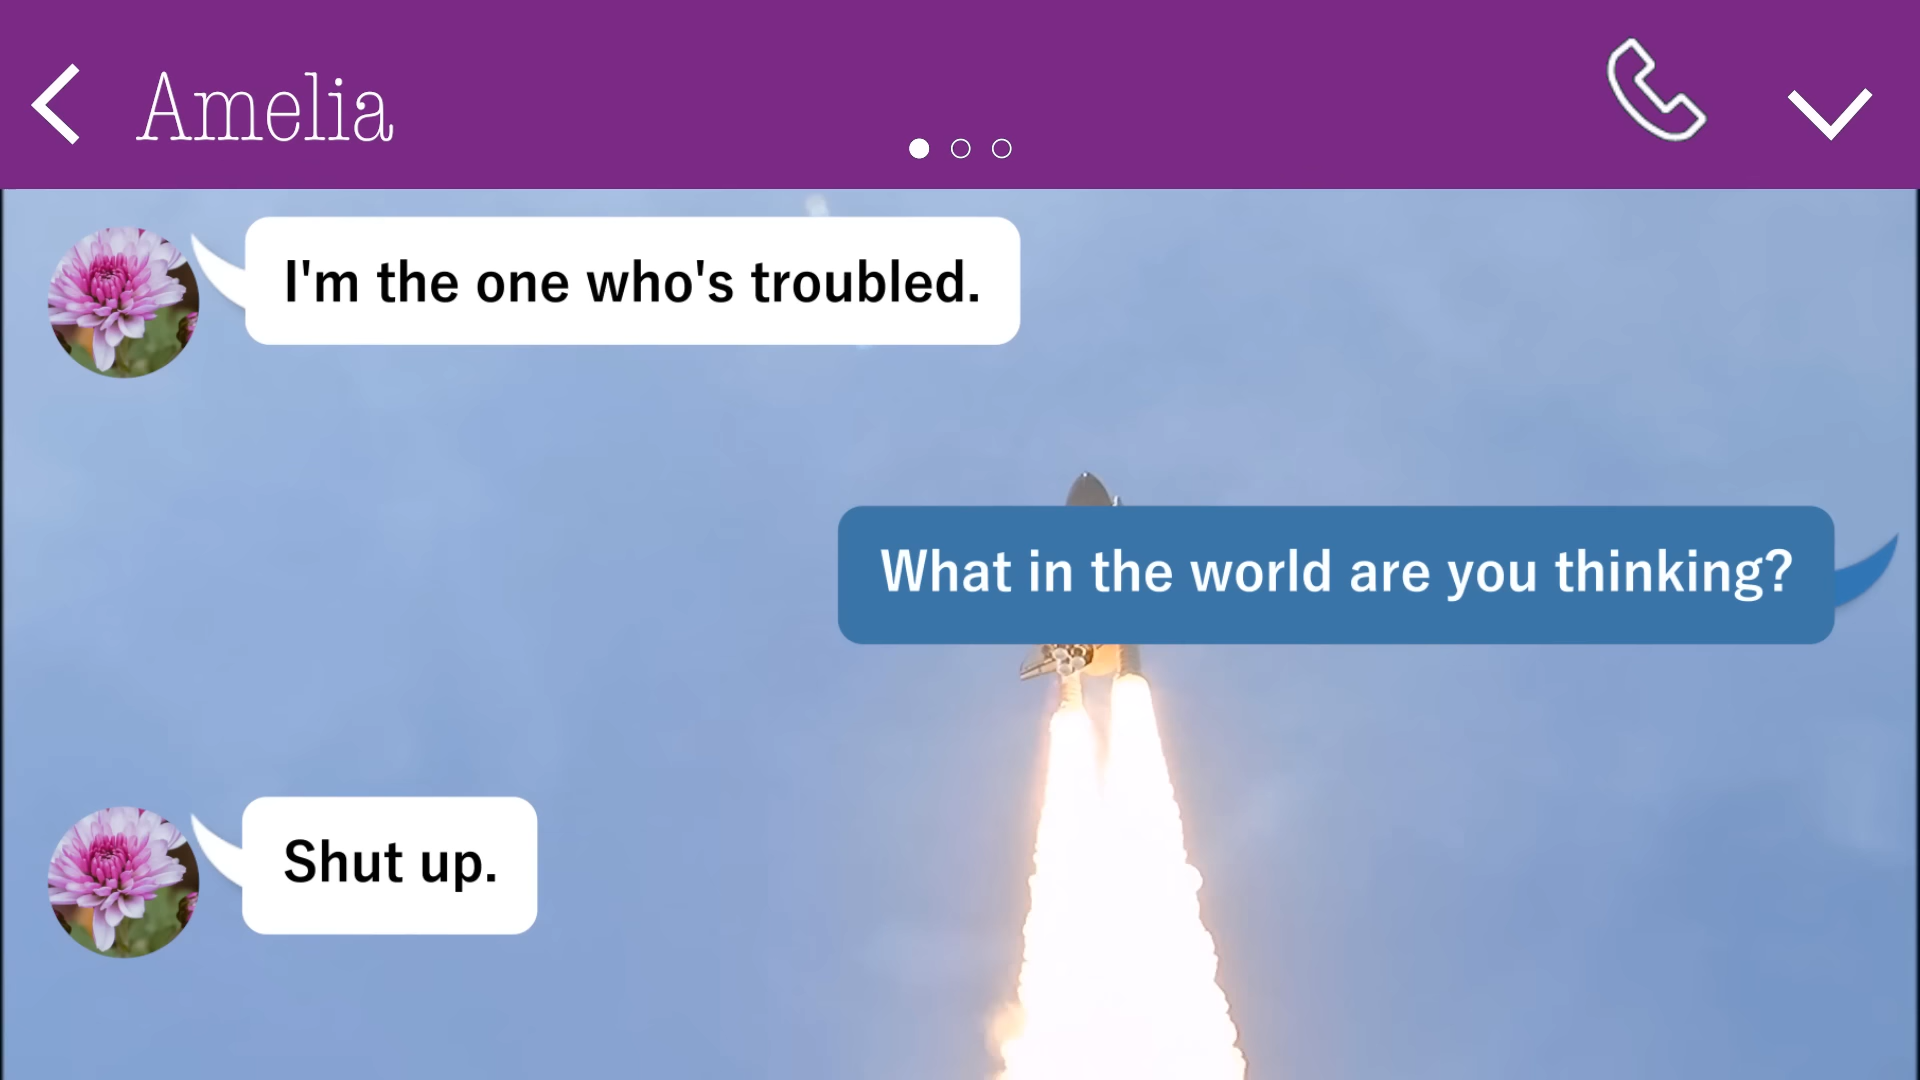 Amelia
I'm the one who's troubled.
What in the world are you thinking?
Shut up.